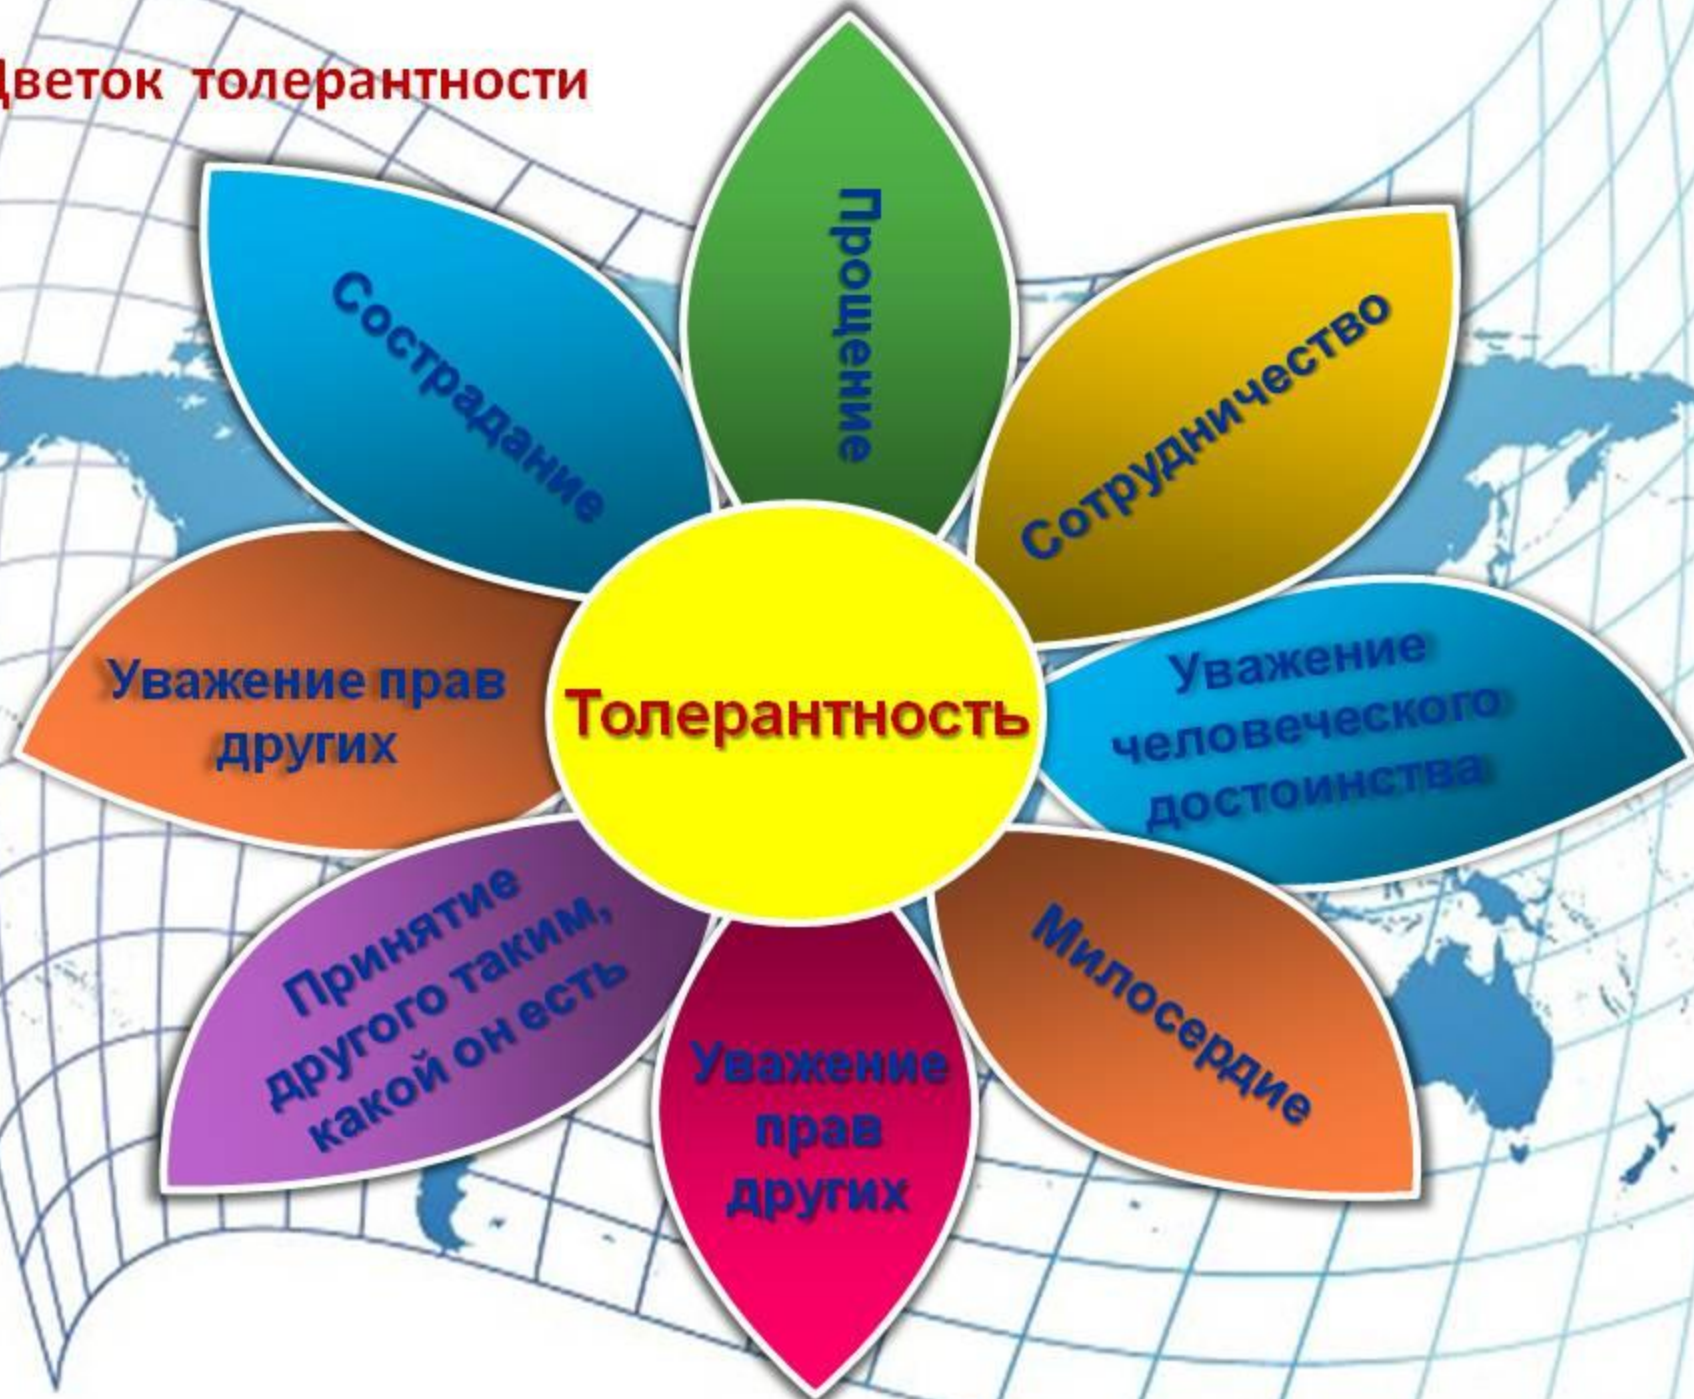 Цветок толерантности
Прощение
Сострадание
Сотрудничество
Уважение прав
других
Толерантность
Уважение
человеческого
достоинства
Принятие
другого таким,
какой он есть
Милосердие
Уважение
прав
других